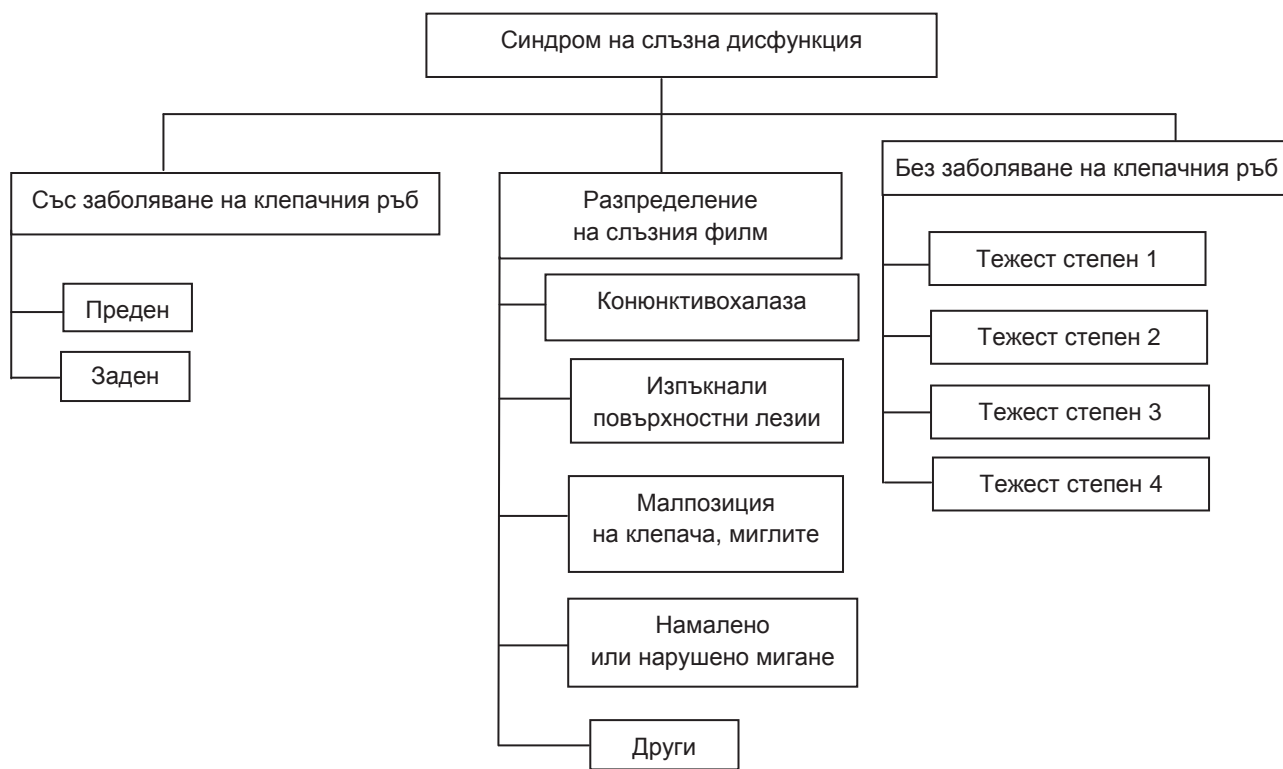 Синдром на слъзна дисфункция
Със заболяване на клепачния ръб
Преден
Заден
Разпределение
на слъзния филм
Конюнктивохалаза
Изпъкнали
повърхностни лезии
Малпозиция
на клепача, миглите
Намалено
или нарушено мигане
Други
Без заболяване на клепачния ръб
Тежест степен 1
Тежест степен 2
Тежест степен 3
Тежест степен 4